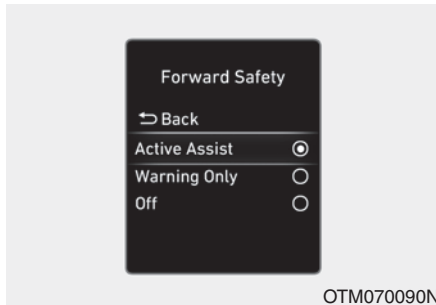 Forward Safety
Back
Active Assist
Warning Only
Off
OTM070090N